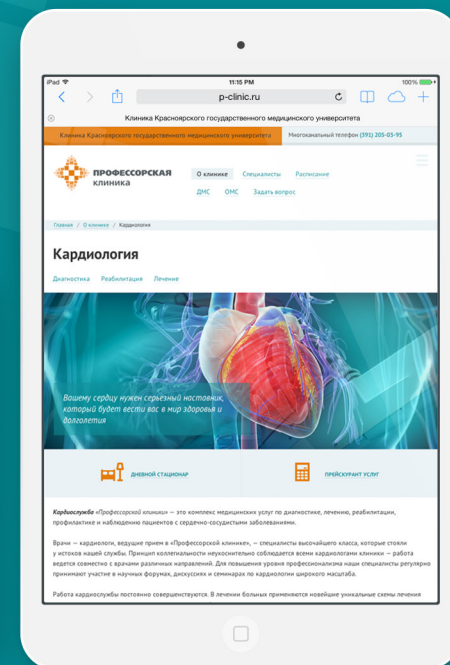 iPad
11:15 PM
100%
p-clinic.ru
Клиника Красноярского государственного медицинского университета
Клиника Красноярского государственного медицинского университета
Многоканальный телефон (391) 205-03-95
ПРОФЕССОРСКАЯ
КЛИНИКА
О клинике Специалисты Расписание
ДМС ОМС Задать вопрос
Главная / О клинике / Кардиология
Кардиология
Диагностика Реабилитация Лечение
Вашему сердцу нужен серьезный наставник,
который будет вести вас в мир здоровья и
долголетия
ДНЕВНОЙ СТАЦИОНАР
ПРЕЙСКУРАНТ УСЛУГ
Кардиослужба «Профессорской клиники» — это комплекс медицинских услуг по диагностике, лечению, реабилитации,
профилактике и наблюдению пациентов с сердечно-сосудистыми заболеваниями.
Врачи — кардиологи, ведущие прием в «Профессорской клинике», — специалисты высочайшего класса, которые стояли
у истоков нашей службы. Принцип коллегиальности неукоснительно соблюдается всеми кардиологами клиники — работа
ведется совместно с врачами различных направлений. Для повышения уровня профессионализма наши специалисты регулярно
принимают участие в научных форумах, дискуссиях и семинарах по кардиологии широкого масштаба.
Работа кардиослужбы постоянно совершенствуются. В лечении больных применяются новейшие уникальные схемы лечения